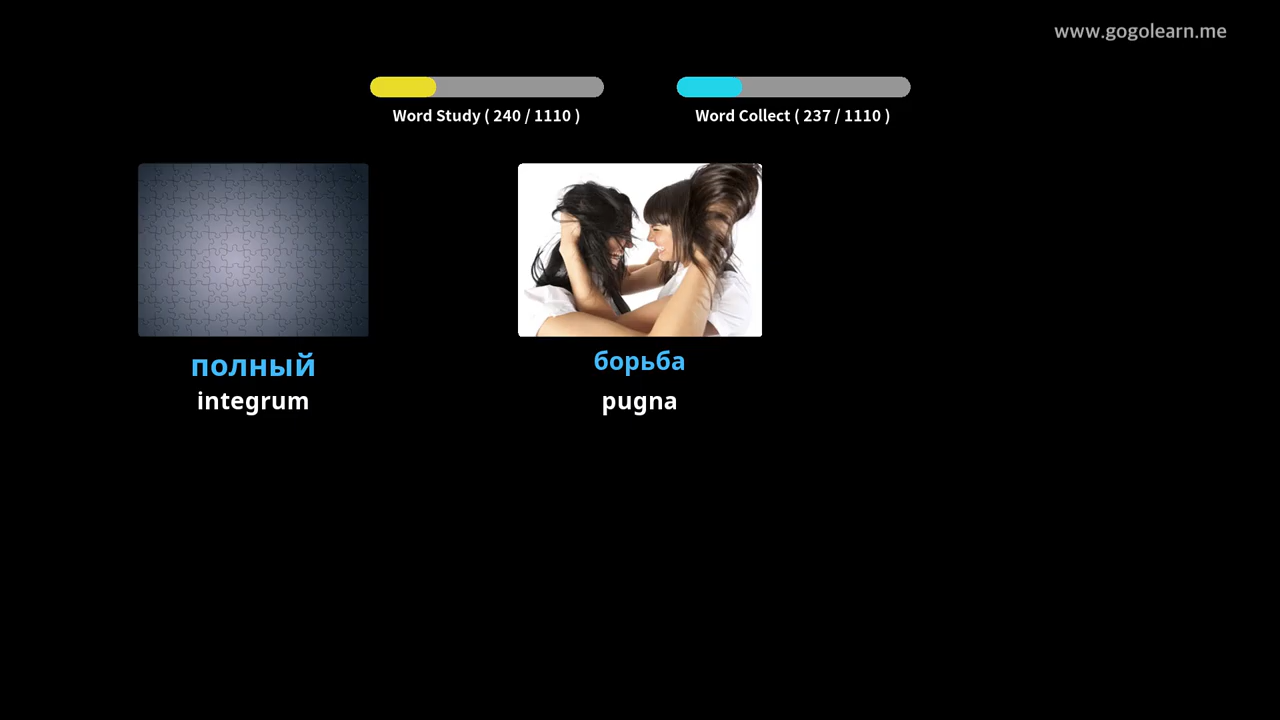 www.gogolearn.me
Word Study ( 240 / 1110 )
Word Collect ( 237 / 1110 )
полный
integrum
борьба
pugna